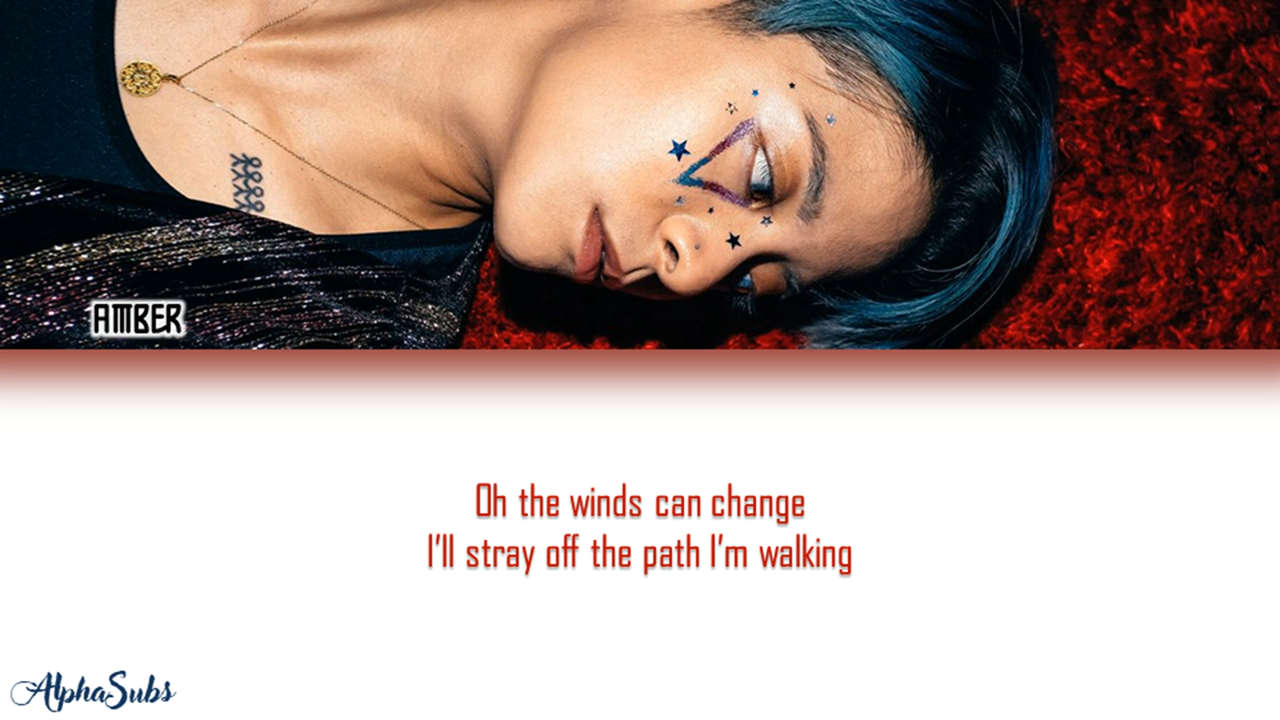 AMBER
Oh the winds can change
I'll stray off the path I'm walking
AlphaSubs